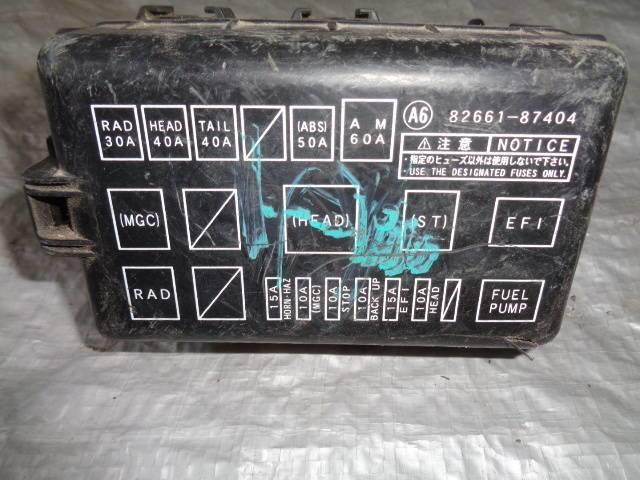 RAD 30A
HEAD 40A
TAIL 40A
(ABS) 50A
A M 60A
A6 82661-87404
⚠注意 NOTICE
・指定のヒューズ以外は使用しないで下さい。
・USE THE DESIGNATED FUSES ONLY.
(MGC)
(HEAD)
(ST)
EFI
RAD
15A HORN-HAZ
10A (MGC)
10A STOP
10A BACK UP
15A EFI
10A HEAD
FUEL
PUMP